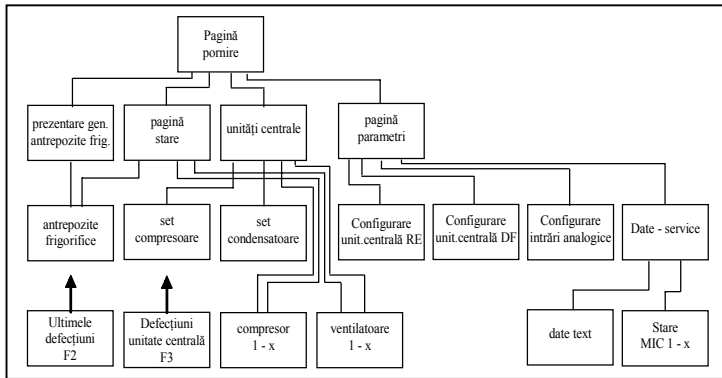 Pagină
pornire
prezentare gen.
antrepozite frig.
pagină
stare
unități centrale
pagină
parametri
antrepozite
frigorifice
set
compresoare
set
condensatoare
Configurare
unit.centrală RE
Configurare
unit.centrală DF
Configurare
intrări analogice
Date - service
Ultimele
defecțiuni
F2
Defecțiuni
unitate centrală
F3
compresor
1 - x
ventilatoare
1 - x
date text
Stare
MIC 1 - x